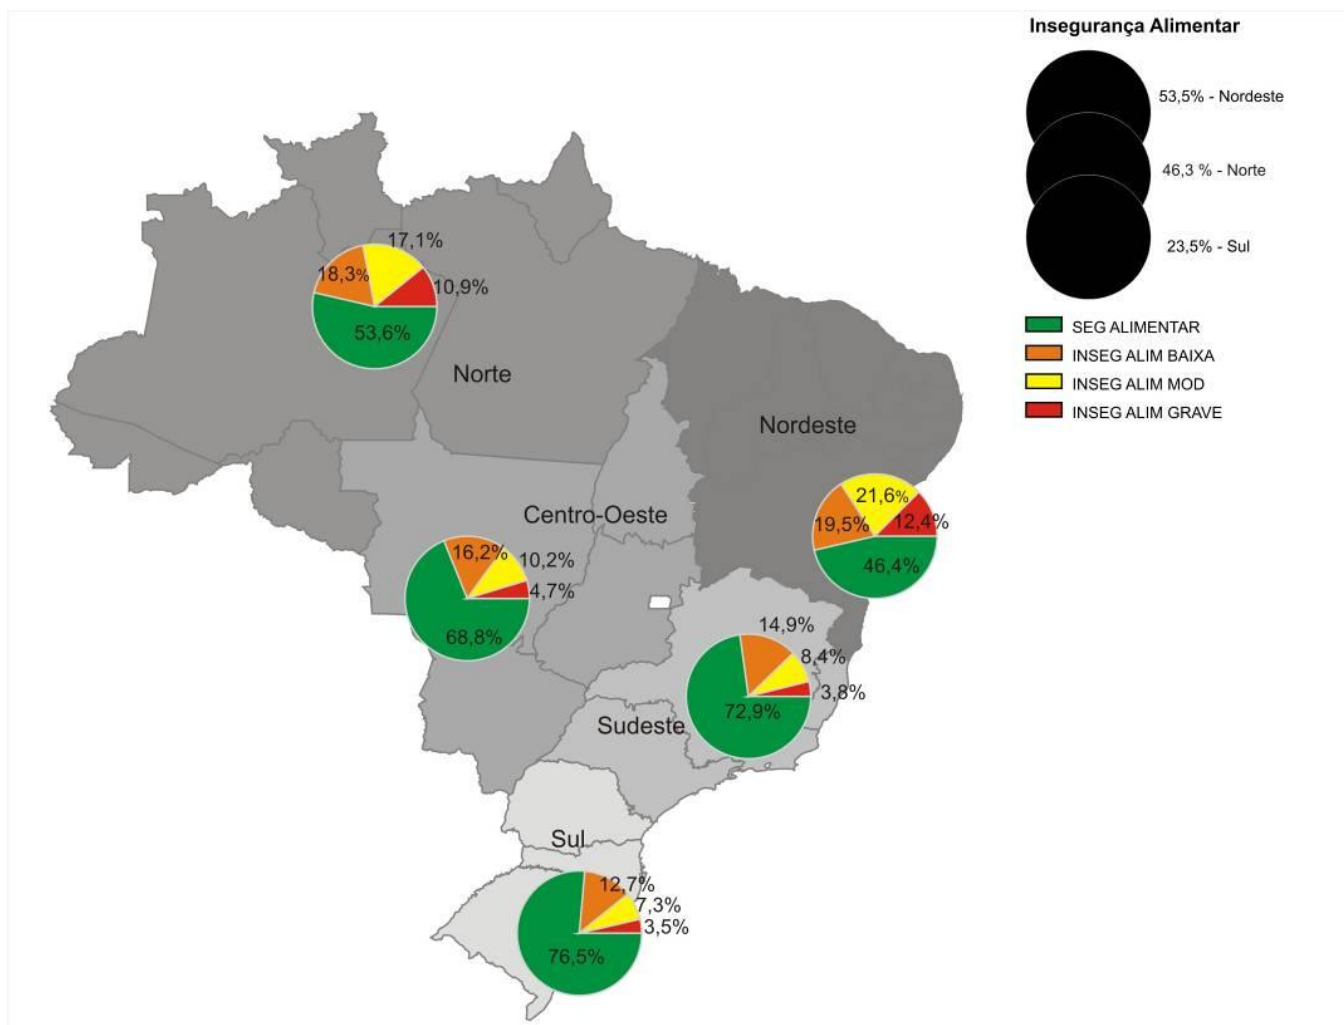 Insegurança Alimentar
53,5% - Nordeste
46,3 % - Norte
23,5% - Sul
SEG ALIMENTAR
INSEG ALIM BAIXA
INSEG ALIM MOD
INSEG ALIM GRAVE
17,1%
18,3%
10,9%
53,6%
Norte
Nordeste
21,6%
19,5%
12,4%
46,4%
Centro-Oeste
16,2%
10,2%
4,7%
68,8%
14,9%
8,4%
3,8%
72,9%
Sudeste
Sul
12,7%
7,3%
3,5%
76,5%